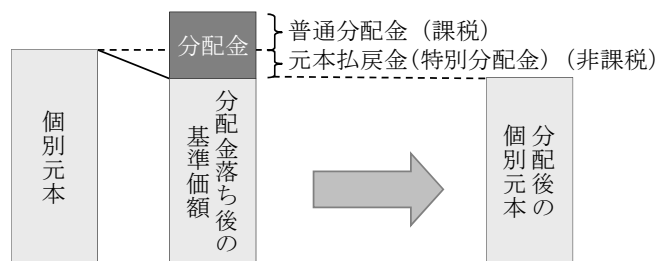 分配金
普通分配金（課税）
元本払戻金(特別分配金)（非課税）
個別元本
分配金落ち後の
基準価額
分配後の
個別元本